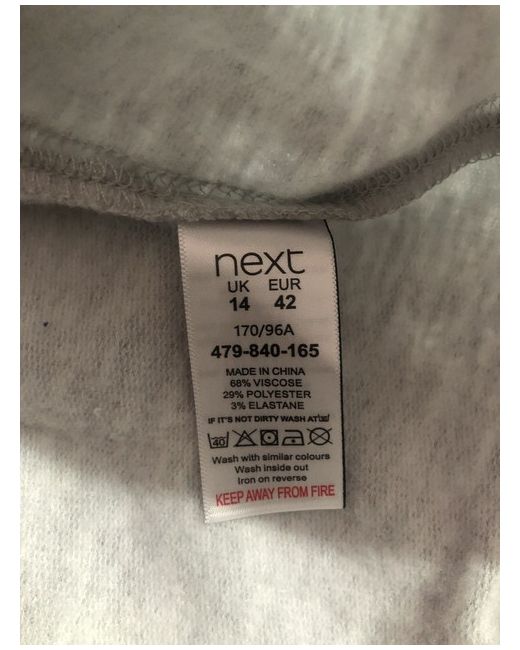 next
UK EUR
14 42
170/96A
479-840-165
MADE IN CHINA
68% VISCOSE
29% POLYESTER
3% ELASTANE
IF IT'S NOT DIRTY WASH AT 30
40
Wash with similar colours
Wash inside out
Iron on reverse
KEEP AWAY FROM FIRE